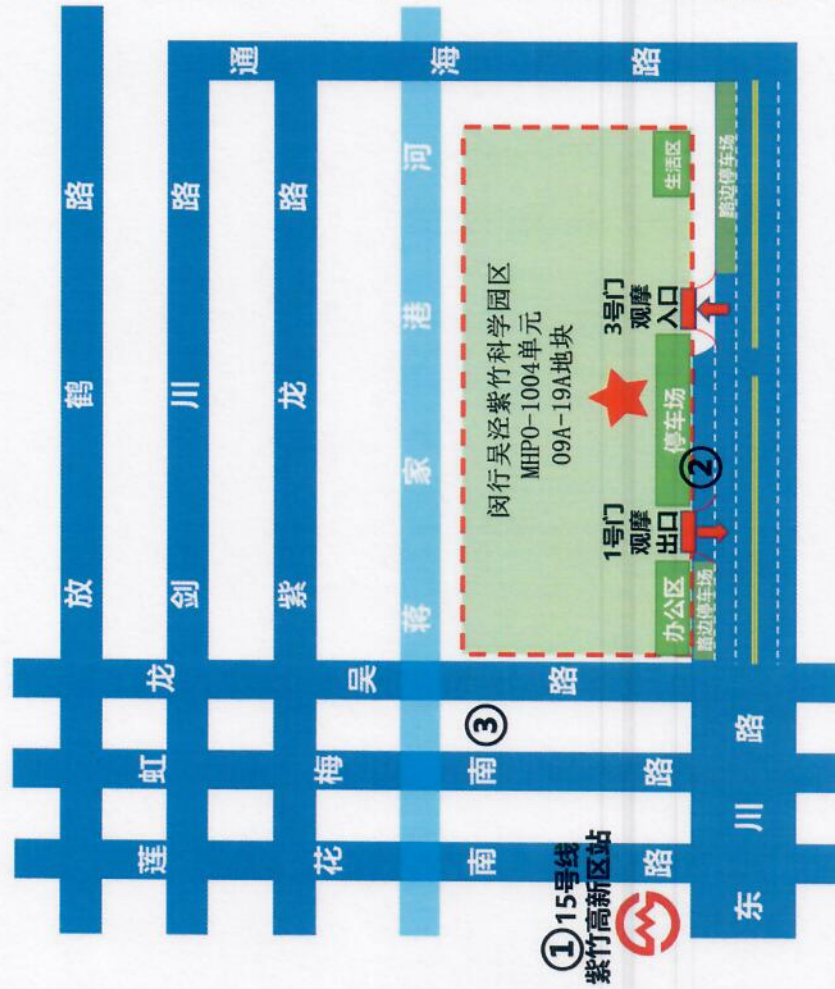 放鹤路
剑川路
紫龙路
蒋家港河
通海路
龙吴路
虹梅南路
莲花南路
东川路
闵行吴泾紫竹科学园区
MHP0-1004单元
09A-19A地块
生活区
3号门
观摩
入口
停车场
②
1号门
观摩
出口
办公区
路边停车场
路边停车场
③
①15号线
紫竹高新区站